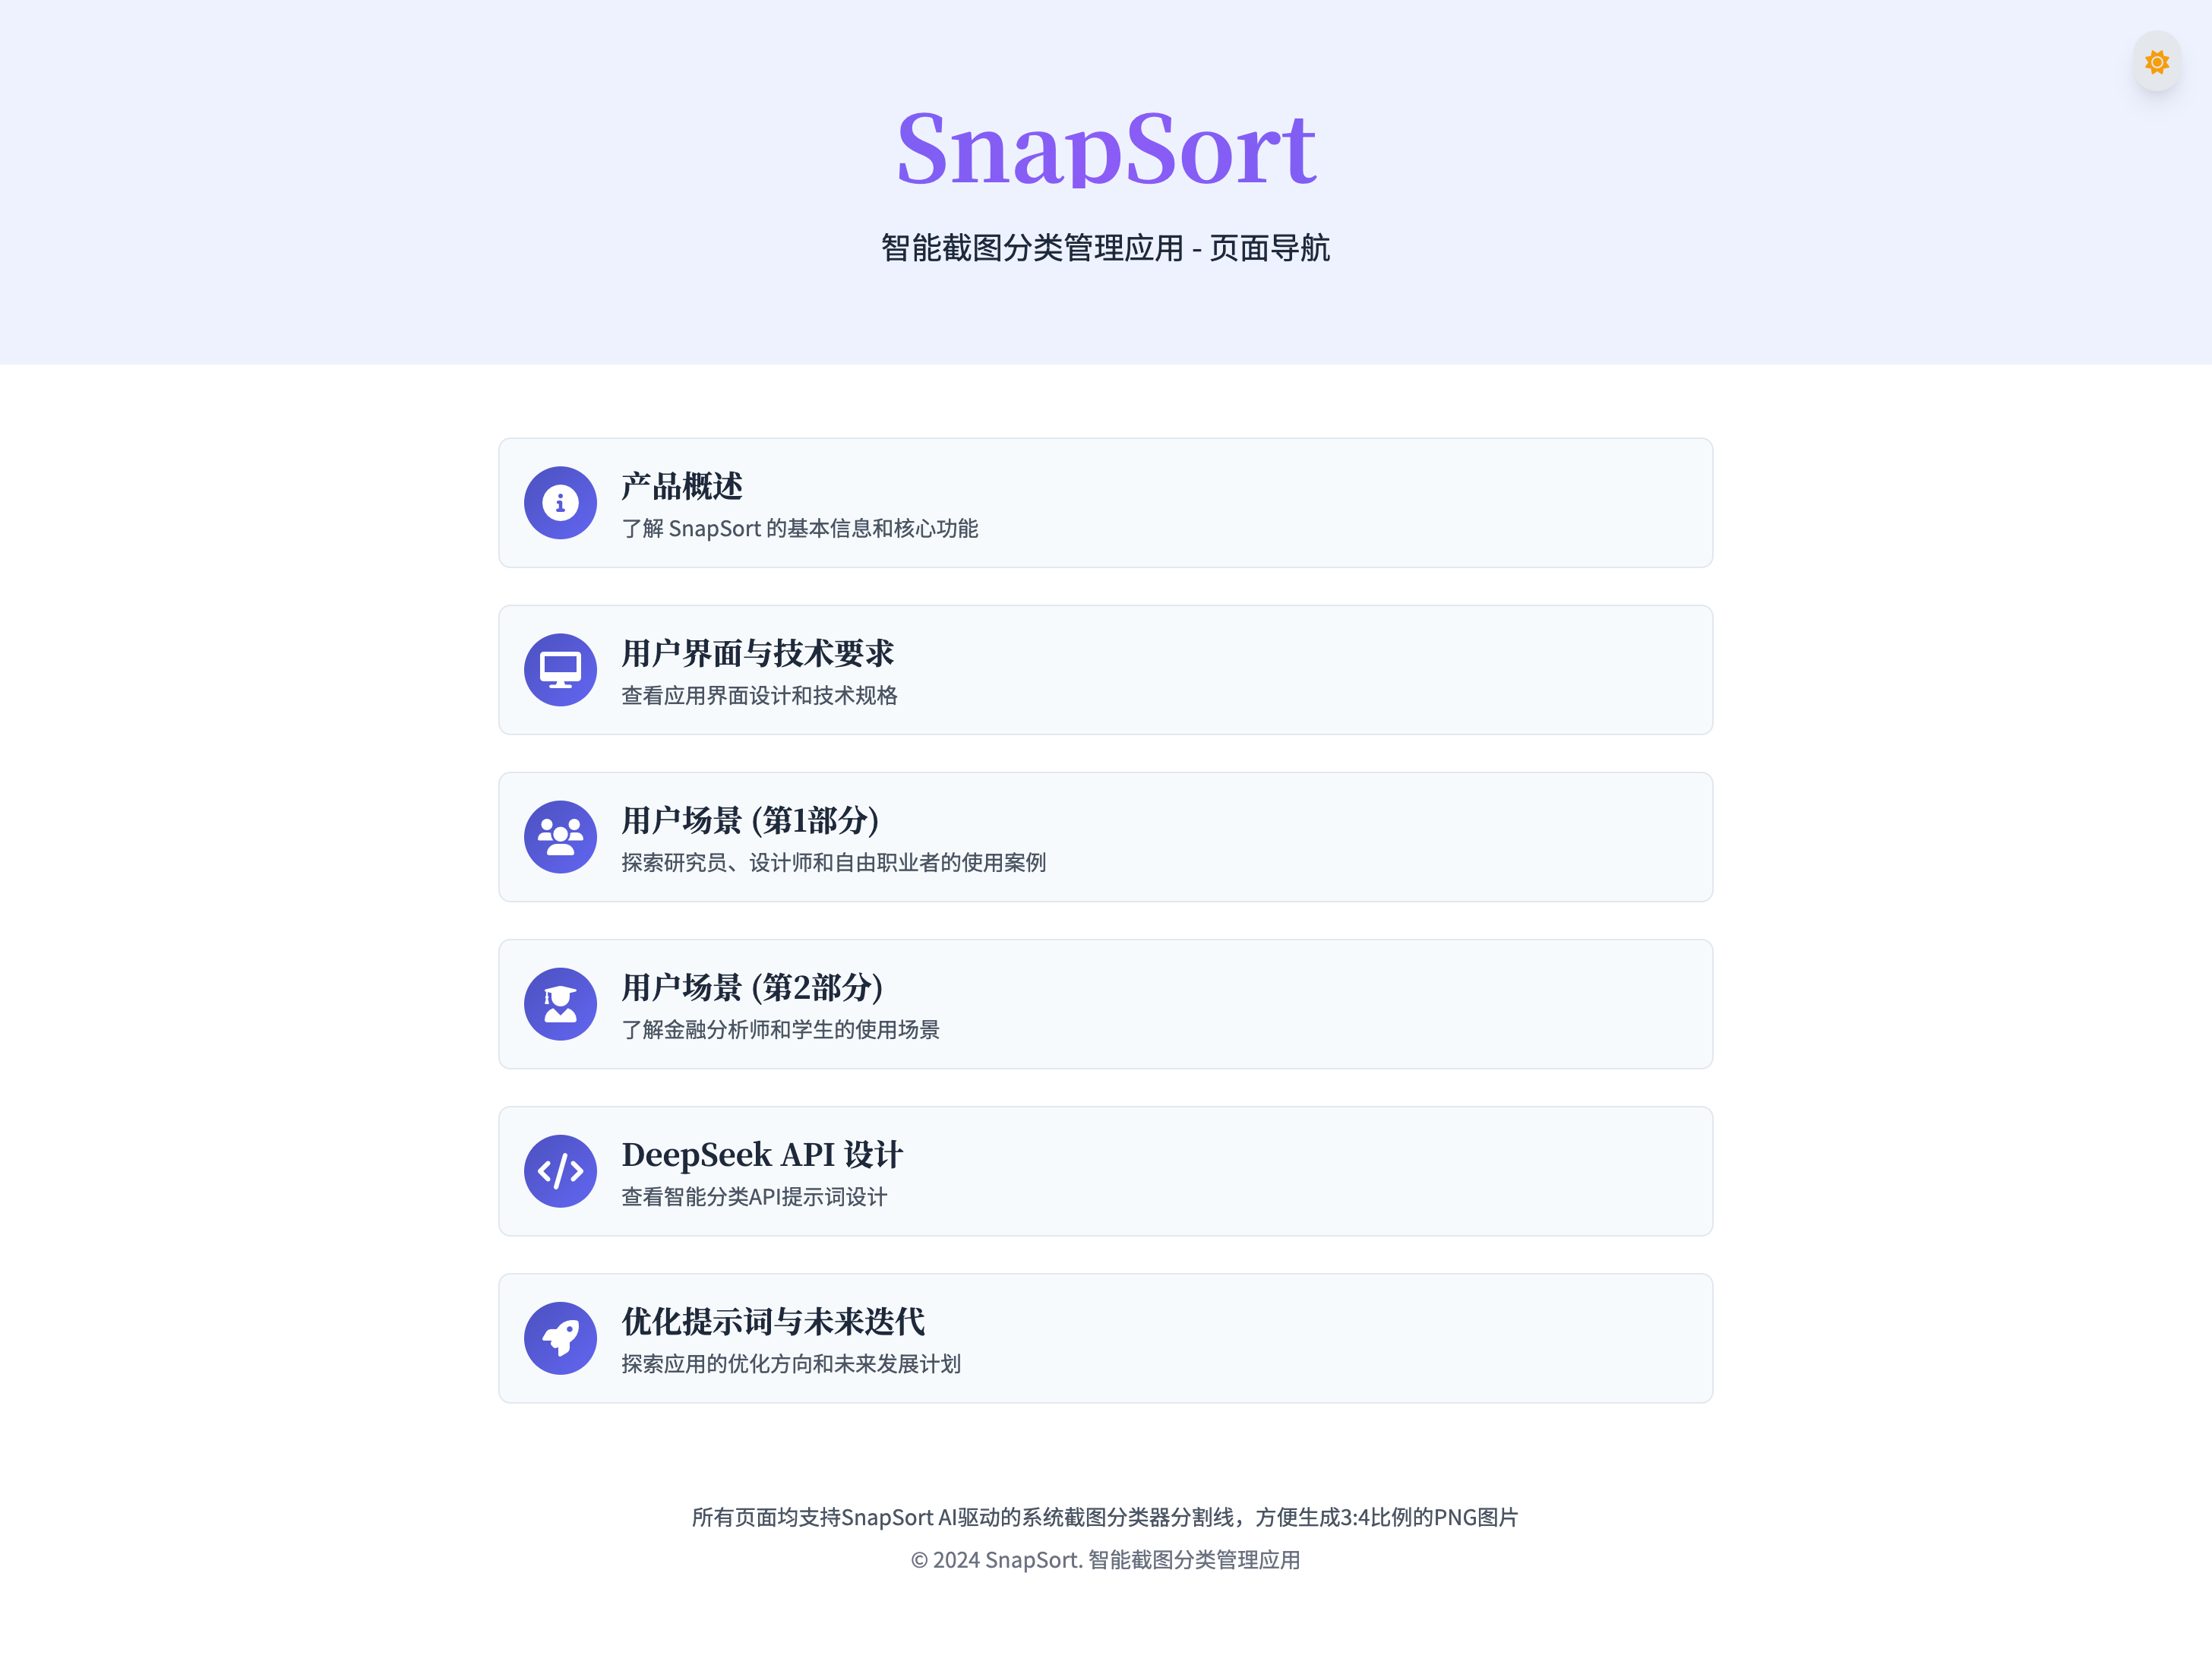 SnapSort
智能截图分类管理应用 - 页面导航
产品概述
了解 SnapSort 的基本信息和核心功能
用户界面与技术要求
查看应用界面设计和技术规格
用户场景 (第1部分)
探索研究员、设计师和自由职业者的使用案例
用户场景 (第2部分)
了解金融分析师和学生的使用场景
DeepSeek API 设计
查看智能分类API提示词设计
优化提示词与未来迭代
探索应用的优化方向和未来发展计划
所有页面均支持SnapSort AI驱动的系统截图分类器分割线，方便生成3:4比例的PNG图片
© 2024 SnapSort. 智能截图分类管理应用